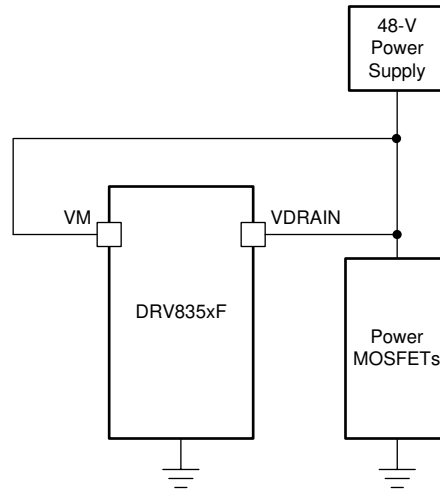 48-V
Power
Supply
VM
VDRAIN
DRV835xF
Power
MOSFETs